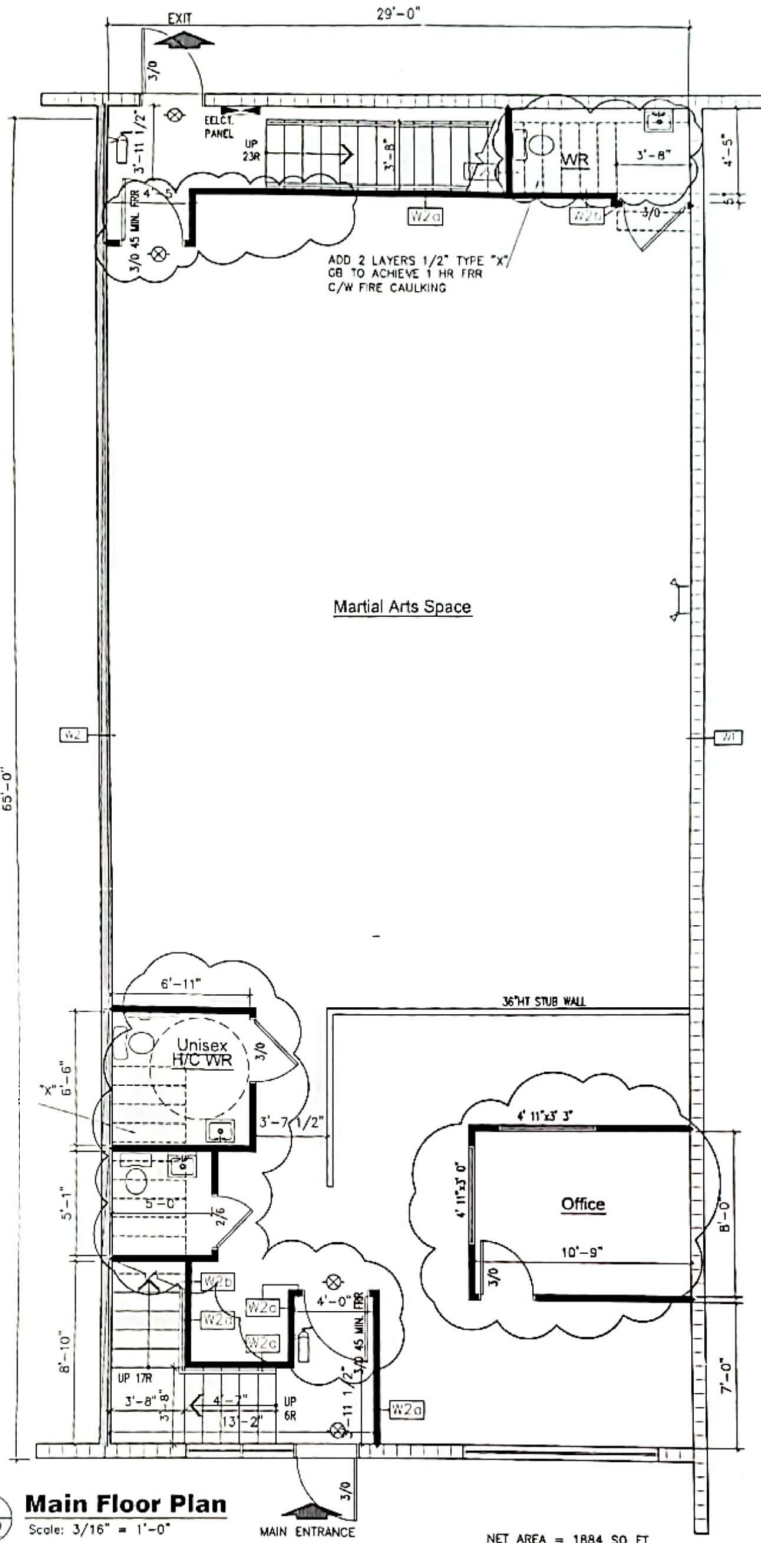 EXIT
29'-0"
3/0
EELCT.
PANEL
UP
23R
3'-8"
3'-11 1/2"
4'-5
3/0 45 MIN. FRR
WR
3'-8"
4'-5"
5"
W2a
W2b
3/0
ADD 2 LAYERS 1/2" TYPE "X"
GB TO ACHIEVE 1 HR FRR
C/W FIRE CAULKING
Martial Arts Space
W2
W1
65'-0"
6'-11"
36"HT STUB WALL
Unisex
H/C WR
3/0
"X"
6'-6"
3'-7 1/2"
4' 11"x3' 3"
4' 11"x3' 0"
Office
8'-0"
10'-9"
3/0
5'-1"
5'-0"
2/6
W2b
W2a
4'-0"
W2a
3/0 45 MIN. FRR
8'-10"
UP 17R
3'-8"
3'-8"
4'-7"
UP
6R
13'-2"
3'-11 1/2"
W2a
7'-0"
3/0
Main Floor Plan
Scale: 3/16" = 1'-0"
MAIN ENTRANCE
NET AREA = 1884 SQ FT